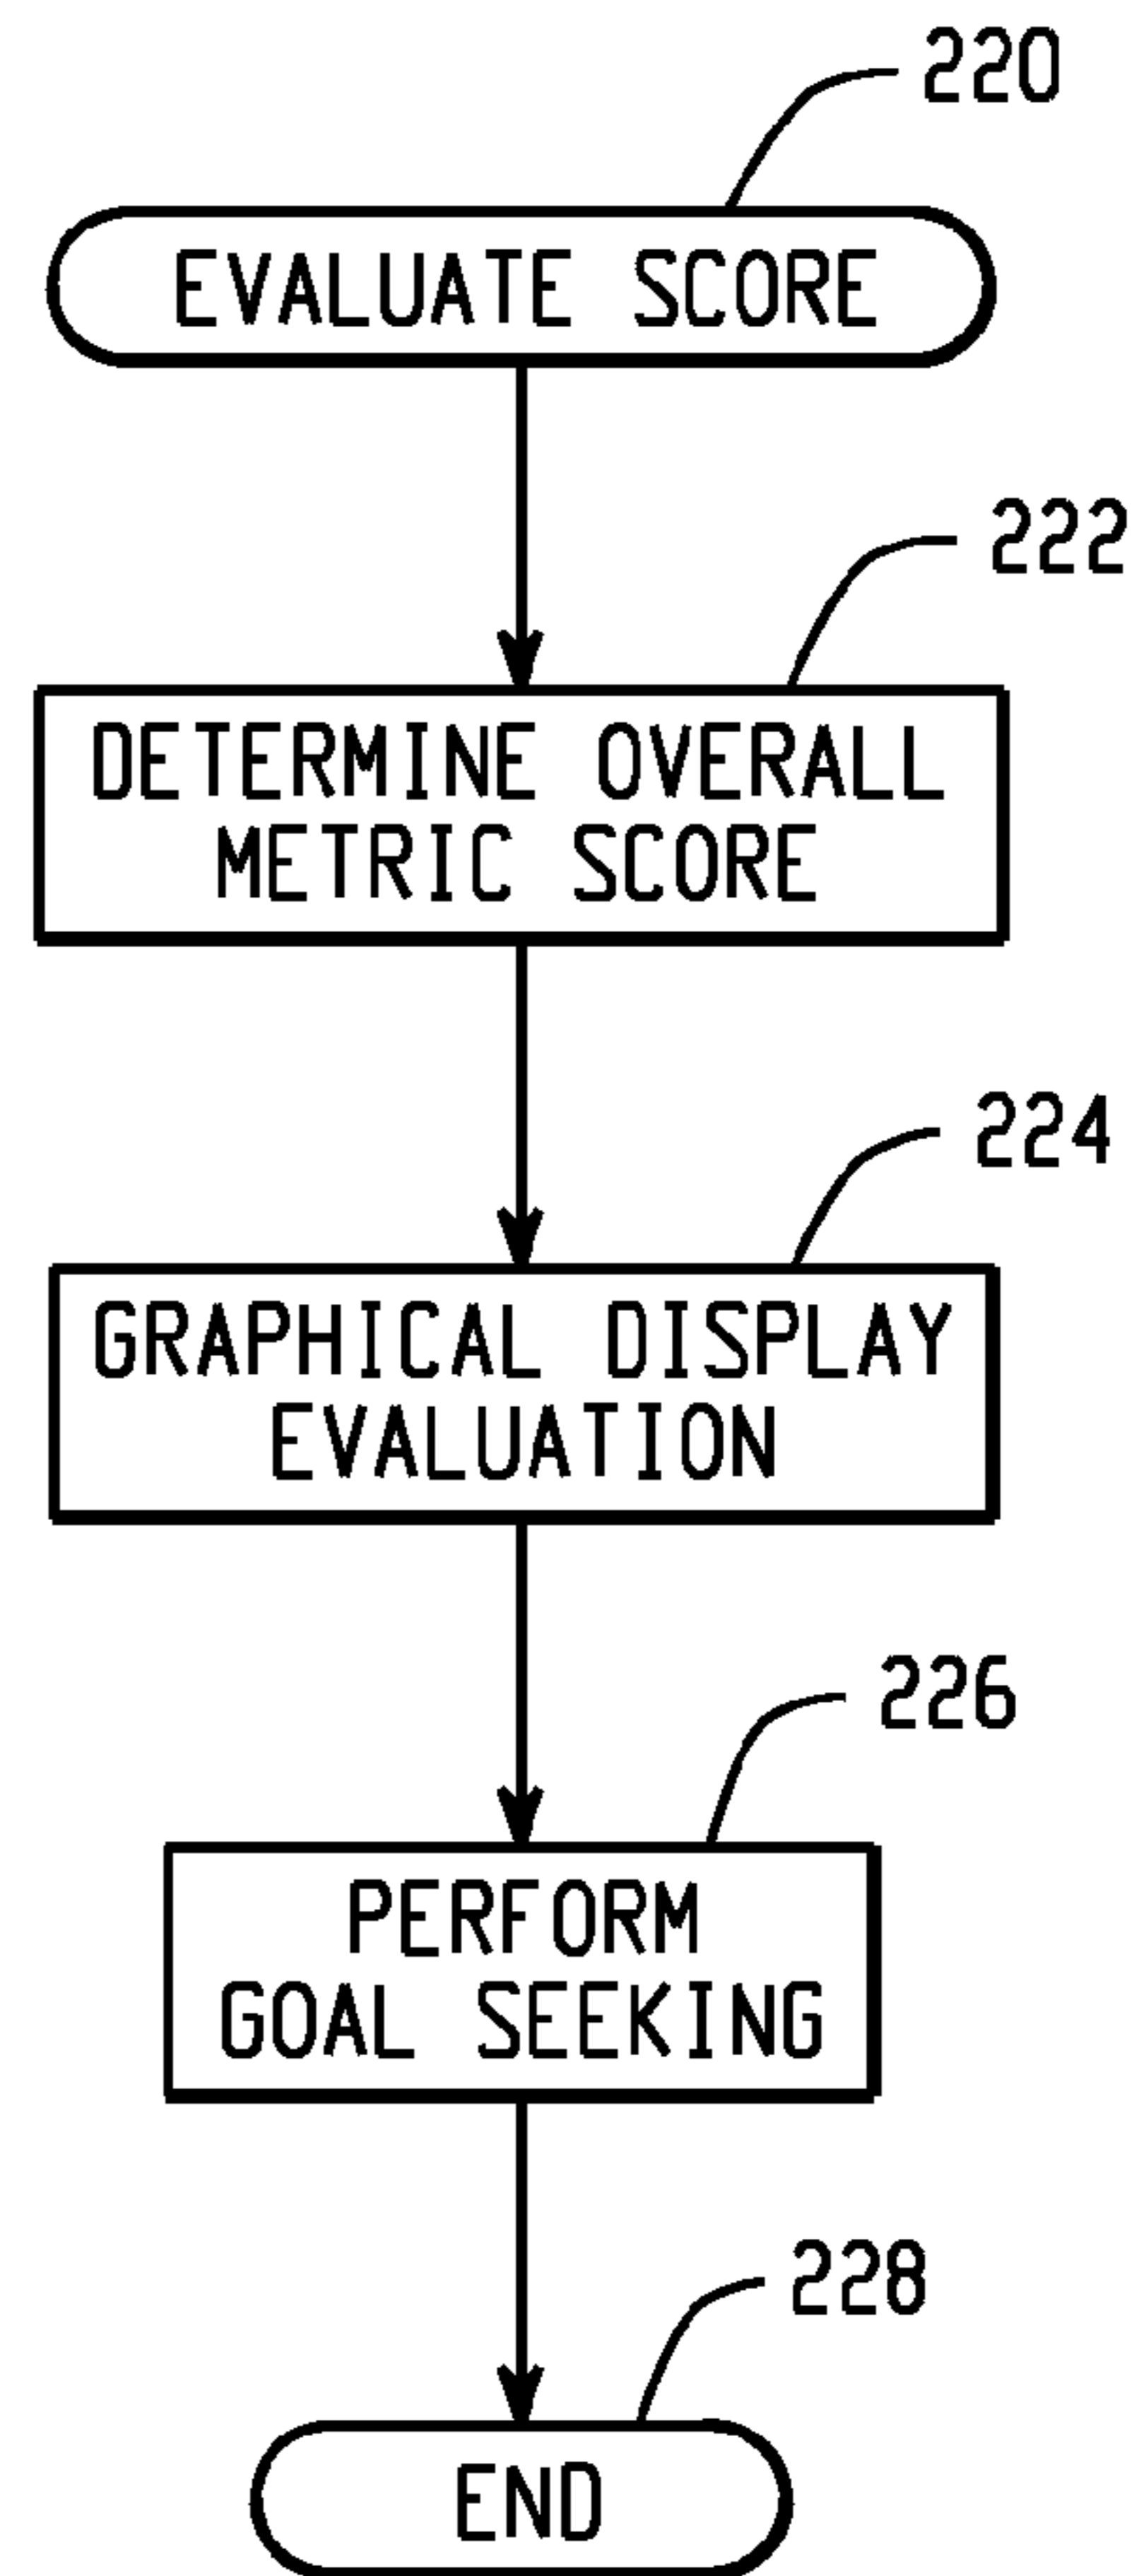 220
EVALUATE SCORE
222
DETERMINE OVERALL
METRIC SCORE
224
GRAPHICAL DISPLAY
EVALUATION
226
PERFORM
GOAL SEEKING
228
END